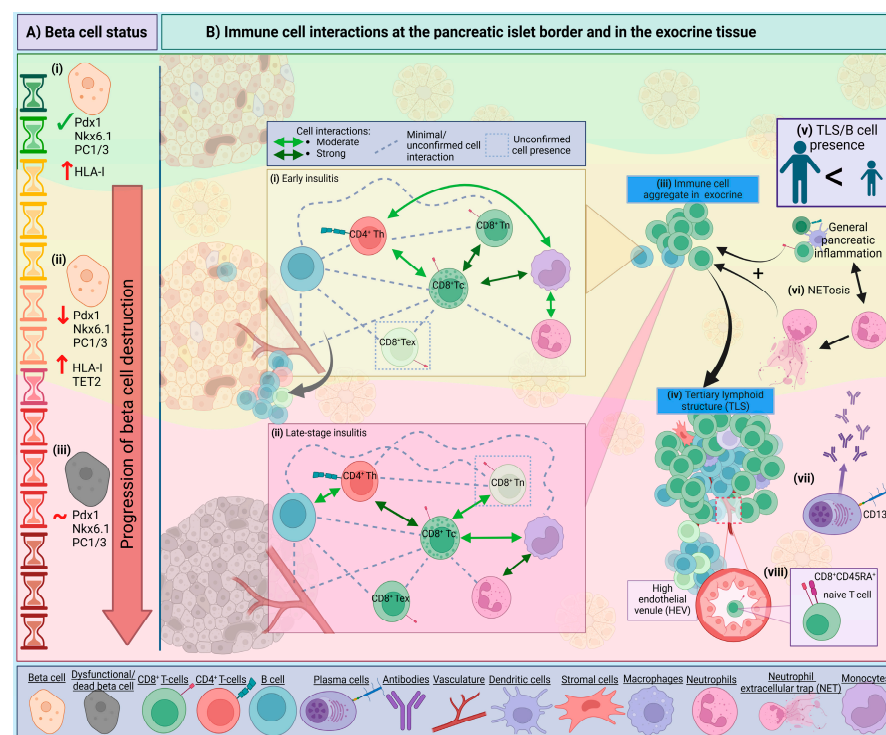 A) Beta cell status
B) Immune cell interactions at the pancreatic islet border and in the exocrine tissue
(i)
Pdx1
Nkx6.1
PC1/3
HLA-I
(ii)
Pdx1
Nkx6.1
PC1/3
HLA-I
TET2
(iii)
~ Pdx1
Nkx6.1
PC1/3
Progression of beta cell destruction
Cell interactions:
• Moderate
• Strong
Minimal/
unconfirmed cell
interaction
Unconfirmed
cell presence
(i) Early insulitis
CD4⁺ Th
CD8⁺ Tn
CD8⁺Tc
CD8⁺Tex
(ii) Late-stage insulitis
CD4⁺ Th
CD8⁺ Tn
CD8⁺ Tc
CD8⁺ Tex
(iii) Immune cell
aggregate in exocrine
(v) TLS/B cell
presence
<
General
pancreatic
inflammation
+
(vi) NETosis
(iv) Tertiary lymphoid
structure (TLS)
(vii)
CD13
High
endothelial
venule (HEV)
(viii)
CD8⁺CD45RA⁺
naive T cell
Beta cell
Dysfunctional/
dead beta cell
CD8⁺ T-cells
CD4⁺ T-cells
B cell
Plasma cells
Antibodies
Vasculature
Dendritic cells
Stromal cells
Macrophages
Neutrophils
Neutrophil
extracellular trap (NET)
Monocytes